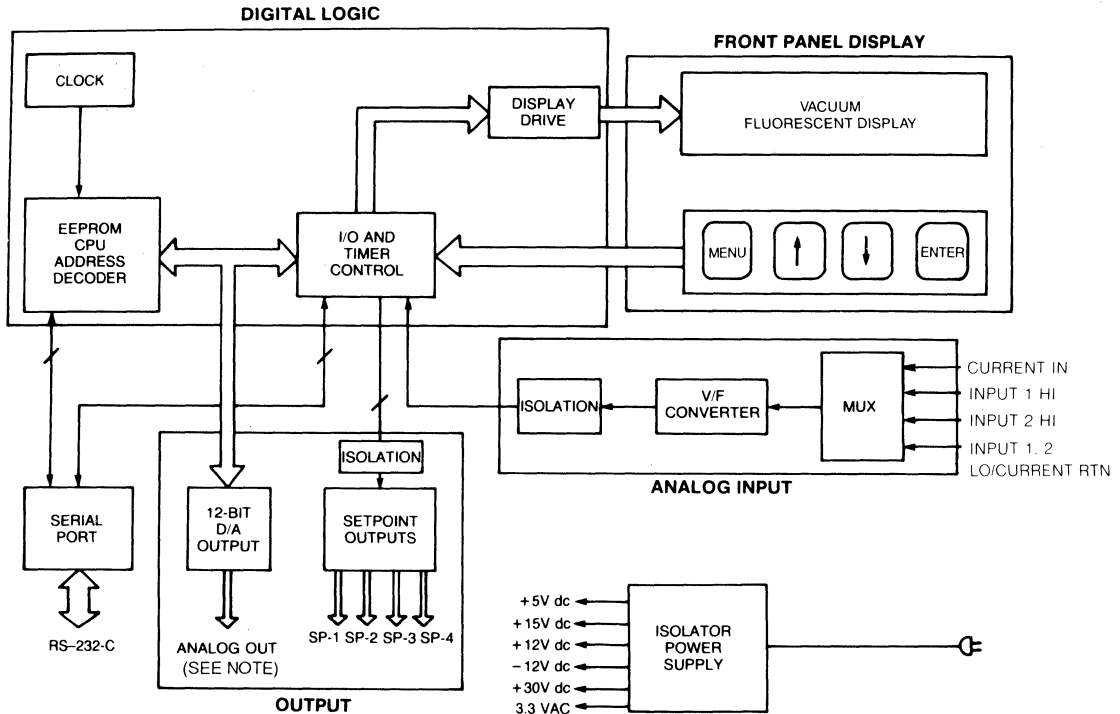 DIGITAL LOGIC
CLOCK
EEPROM
CPU
ADDRESS
DECODER
I/O AND
TIMER
CONTROL
DISPLAY
DRIVE
FRONT PANEL DISPLAY
VACUUM
FLUORESCENT DISPLAY
MENU
ENTER
ISOLATION
V/F
CONVERTER
MUX
CURRENT IN
INPUT 1 HI
INPUT 2 HI
INPUT 1. 2
LO/CURRENT RTN
ANALOG INPUT
SERIAL
PORT
RS-232-C
12-BIT
D/A
OUTPUT
ANALOG OUT
(SEE NOTE)
ISOLATION
SETPOINT
OUTPUTS
SP-1 SP-2 SP-3 SP-4
OUTPUT
+5V dc
+15V dc
+12V dc
-12V dc
+30V dc
3.3 VAC
ISOLATOR
POWER
SUPPLY